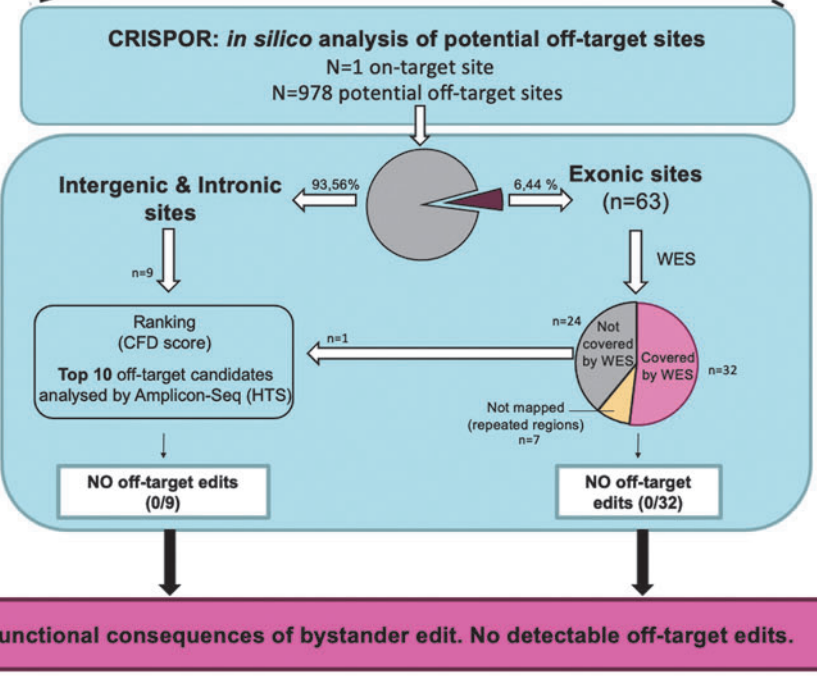 CRISPOR: in silico analysis of potential off-target sites
N=1 on-target site
N=978 potential off-target sites
Intergenic & Intronic
sites
93,56%
6,44 %
Exonic sites
(n=63)
n=9
WES
Ranking
(CFD score)
Top 10 off-target candidates
analysed by Amplicon-Seq (HTS)
n=1
n=24
Not
covered
by WES
Covered
by WES
n=32
Not mapped
(repeated regions)
n=7
NO off-target edits
(0/9)
NO off-target
edits (0/32)
unctional consequences of bystander edit. No detectable off-target edits.